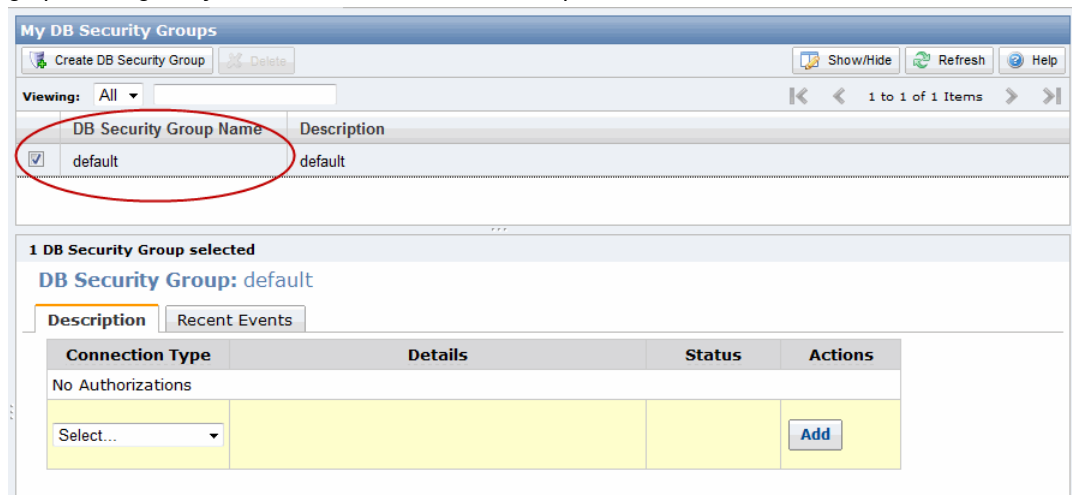 My DB Security Groups
Create DB Security Group Delete Show/Hide Refresh Help
Viewing: All 1 to 1 of 1 Items
DB Security Group Name Description
default default
1 DB Security Group selected
DB Security Group: default
Description Recent Events
Connection Type Details Status Actions
No Authorizations
Select... Add